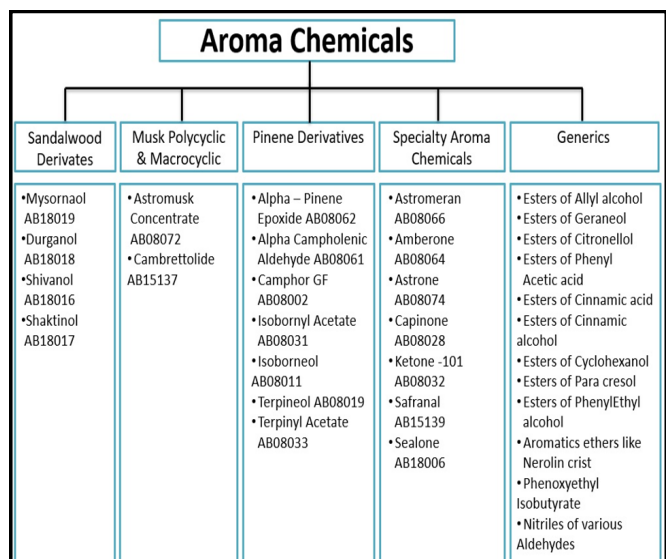 Aroma Chemicals
Sandalwood
Derivates
Musk Polycyclic
& Macrocyclic
Pinene Derivatives
Specialty Aroma
Chemicals
Generics
•Mysornaol
AB18019
•Durganol
AB18018
•Shivanol
AB18016
•Shaktinol
AB18017
•Astromusk
Concentrate
AB08072
•Cambrettolide
AB15137
•Alpha – Pinene
Epoxide AB08062
•Alpha Campholenic
Aldehyde AB08061
•Camphor GF
AB08002
•Isobornyl Acetate
AB08031
•Isoborneol
AB08011
•Terpineol AB08019
•Terpinyl Acetate
AB08033
•Astromeran
AB08066
•Amberone
AB08064
•Astrone
AB08074
•Capinone
AB08028
•Ketone -101
AB08032
•Safranal
AB15139
•Sealone
AB18006
•Esters of Allyl alcohol
•Esters of Geraneol
•Esters of Citronellol
•Esters of Phenyl
Acetic acid
•Esters of Cinnamic acid
•Esters of Cinnamic
alcohol
•Esters of Cyclohexanol
•Esters of Para cresol
•Esters of PhenylEthyl
alcohol
•Aromatics ethers like
Nerolin crist
•Phenoxyethyl
Isobutyrate
•Nitriles of various
Aldehydes